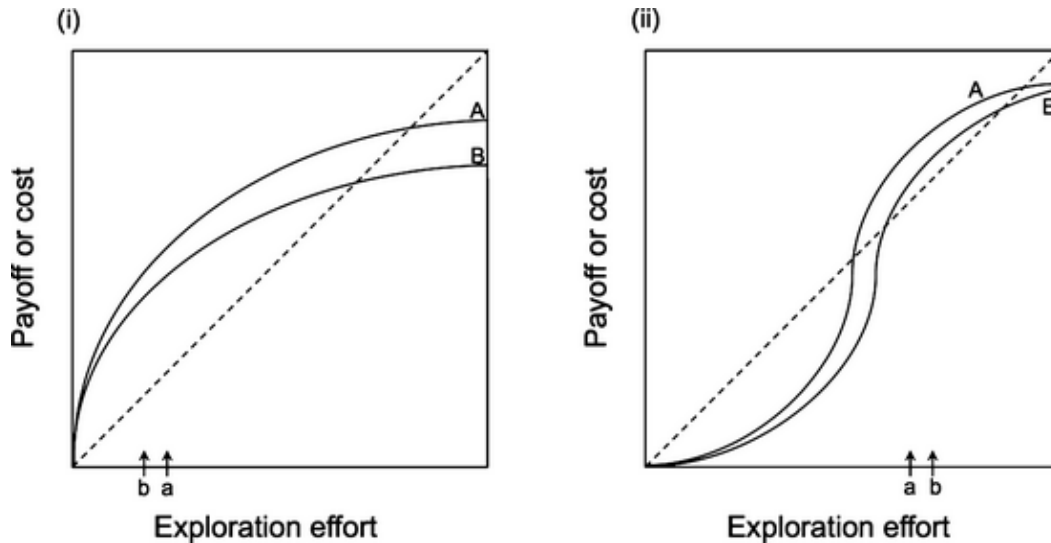 (i)
Payoff or cost
A
B
b
a
Exploration effort
(ii)
Payoff or cost
A
a
b
Exploration effort